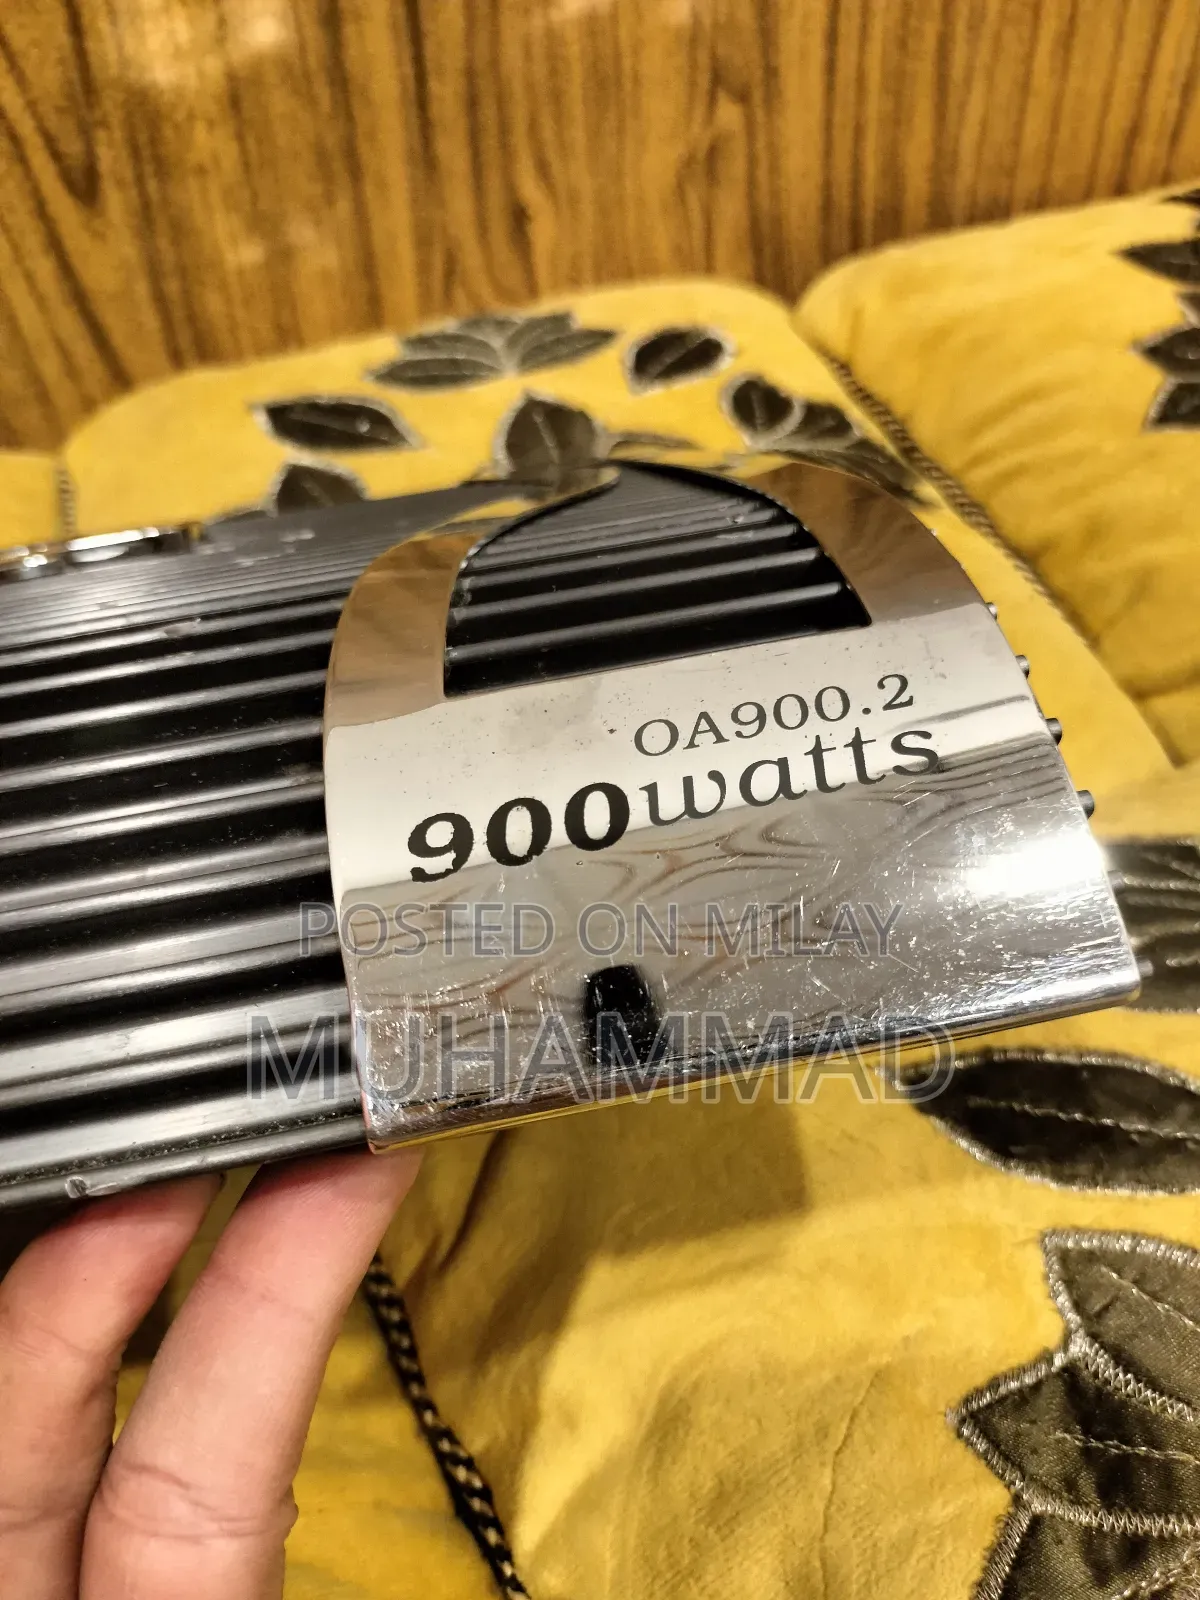 OA900.2
900watts
POSTED ON MILAY
MUHAMMAD